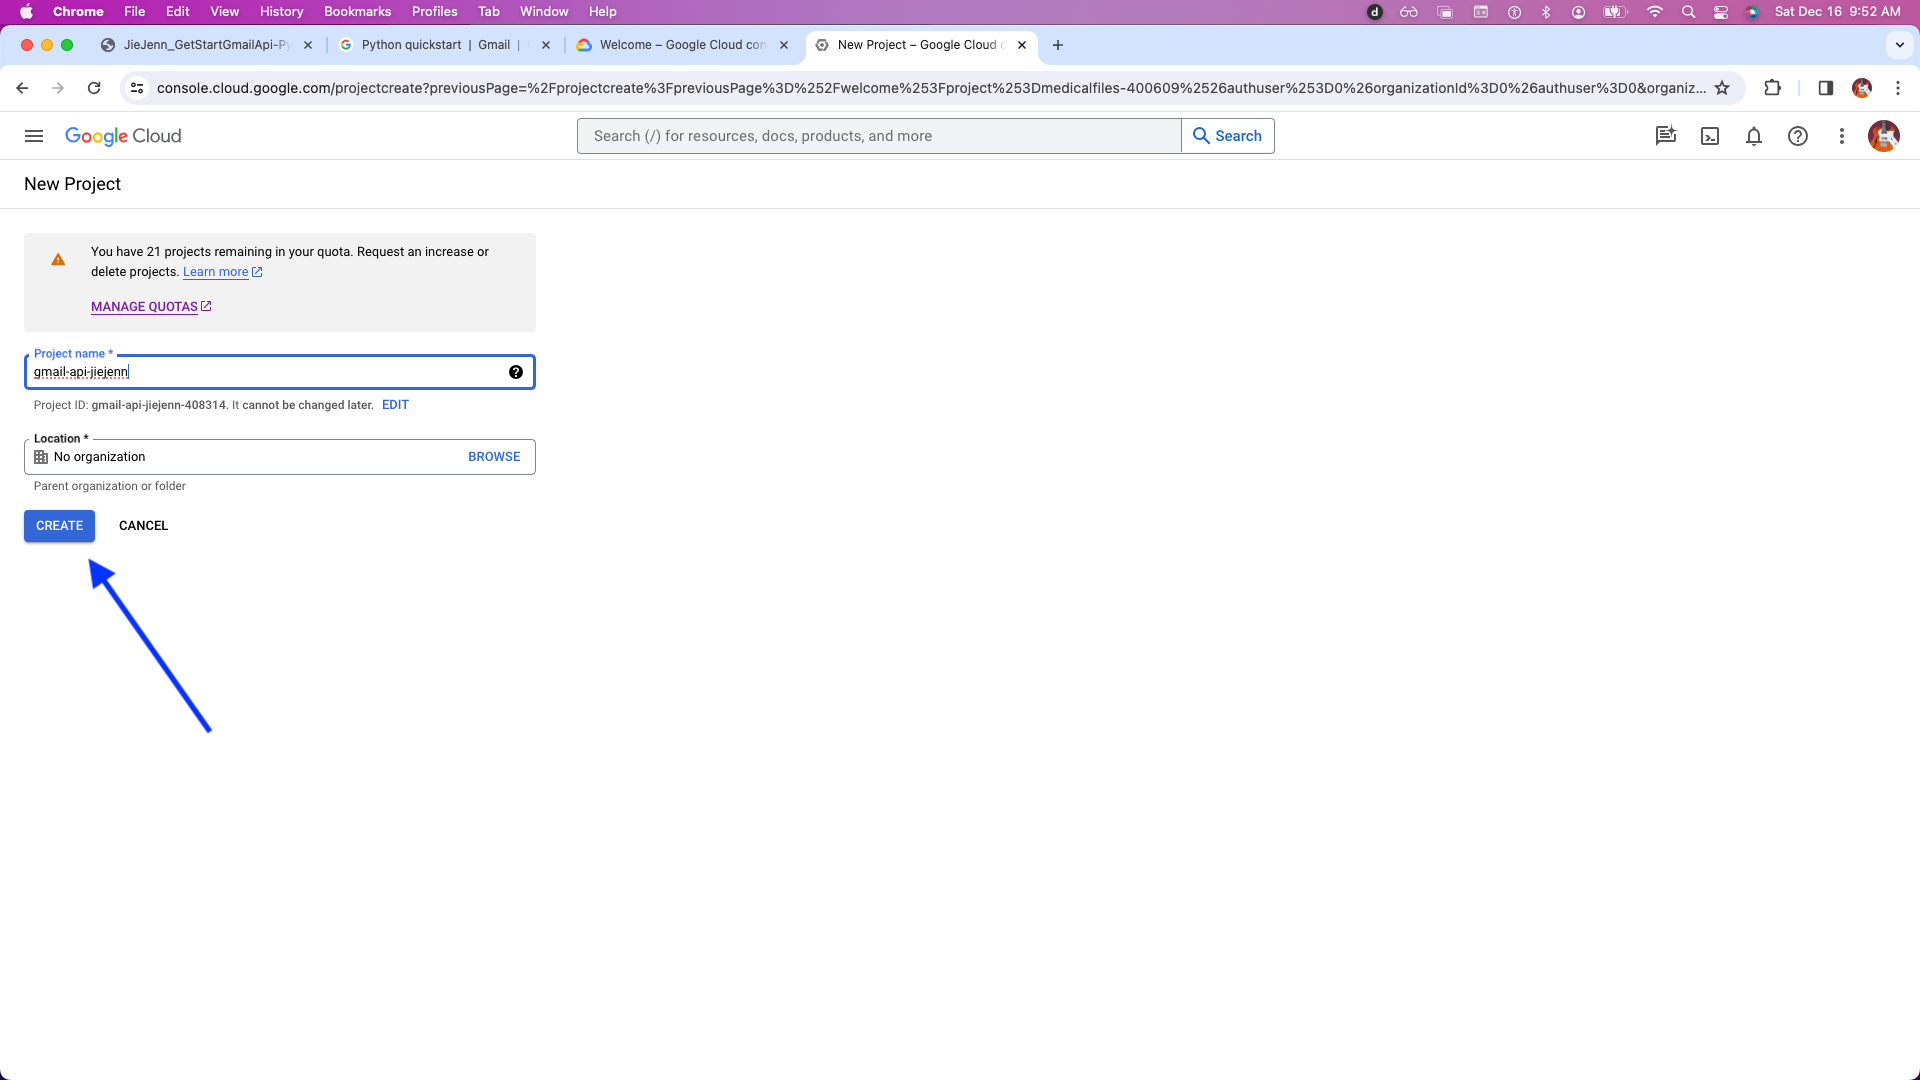 Chrome File Edit View History Bookmarks Profiles Tab Window Help Sat Dec 16 9:52 AM
JieJenn_GetStartGmailApi-Py Python quickstart | Gmail | Welcome – Google Cloud con New Project – Google Cloud c
console.cloud.google.com/projectcreate?previousPage=%2Fprojectcreate%3FpreviousPage%3D%252Fwelcome%253Fproject%253Dmedicalfiles-400609%2526authuser%253D0%26organizationId%3D0%26authuser%3D0&organiz...
Google Cloud Search (/) for resources, docs, products, and more Search
New Project
You have 21 projects remaining in your quota. Request an increase or
delete projects. Learn more
MANAGE QUOTAS
Project name *
gmail-api-jiejenn
Project ID: gmail-api-jiejenn-408314. It cannot be changed later. EDIT
Location *
No organization BROWSE
Parent organization or folder
CREATE CANCEL